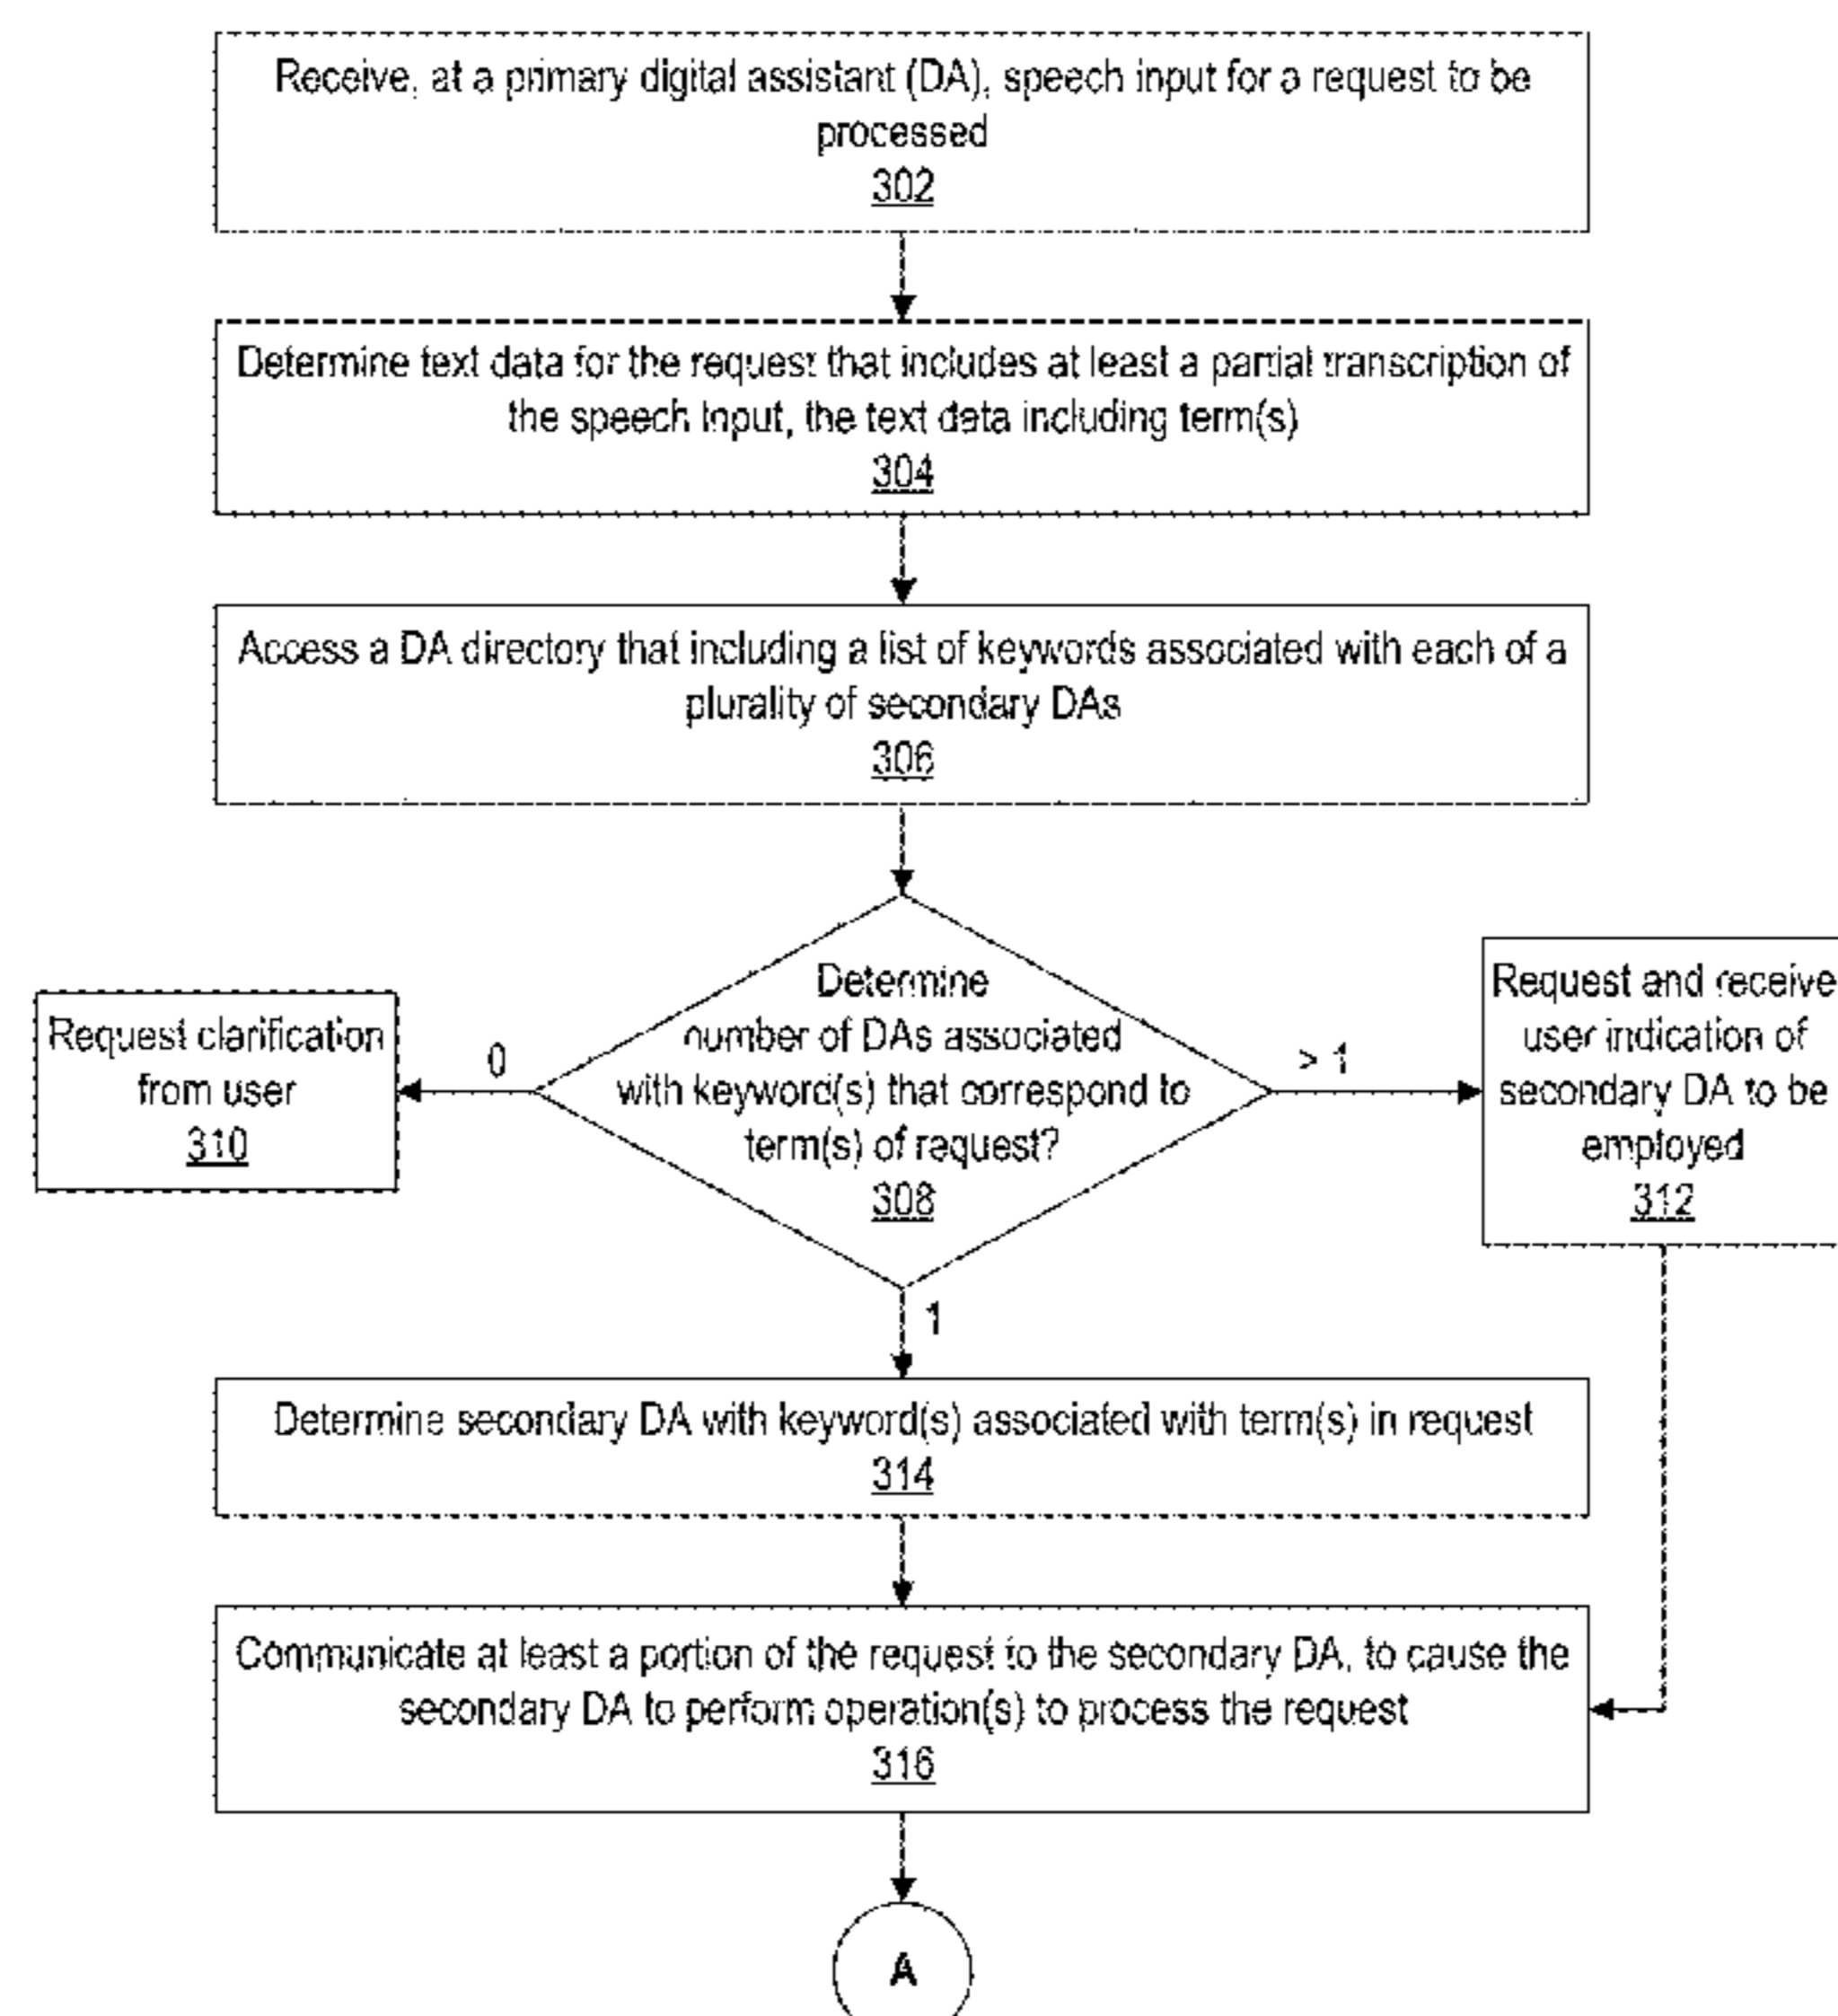 Receive, at a primary digital assistant (DA), speech input for a request to be
processed
302
Determine text data for the request that includes at least a partial transcription of
the speech input, the text data including term(s)
304
Access a DA directory that including a list of keywords associated with each of a
plurality of secondary DAs
306
Determine
number of DAs associated
with keyword(s) that correspond to
term(s) of request?
308
0
Request clarification
from user
310
> 1
Request and receive
user indication of
secondary DA to be
employed
312
1
Determine secondary DA with keyword(s) associated with term(s) in request
314
Communicate at least a portion of the request to the secondary DA, to cause the
secondary DA to perform operation(s) to process the request
316
A